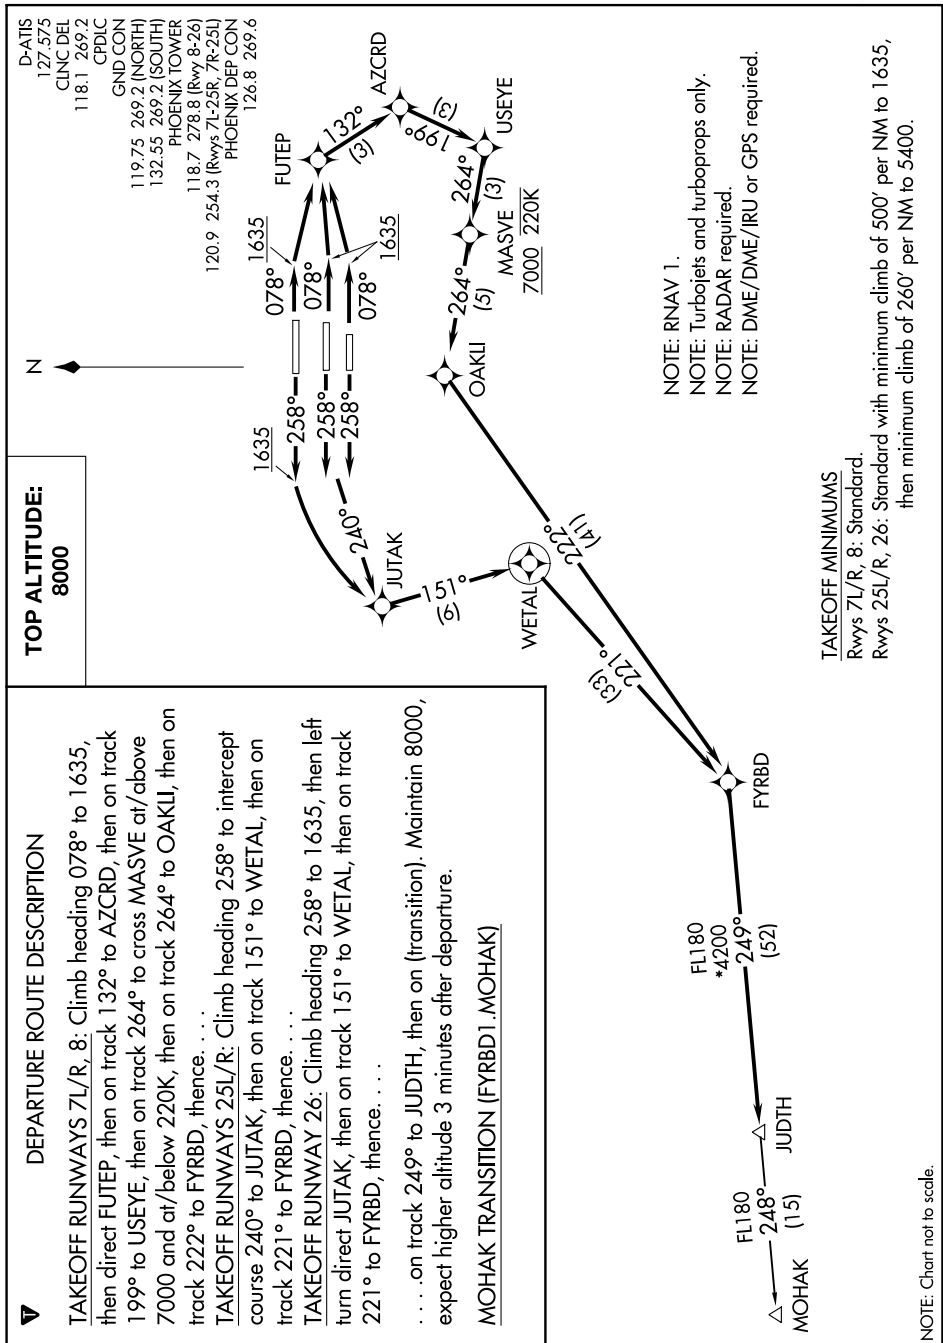 D-ATIS
127.575
CLNC DEL
118.1 269.2
CPDLC
GND CON
119.75 269.2 (NORTH)
132.55 269.2 (SOUTH)
PHOENIX TOWER
118.7 278.8 (Rwy 8-26)
120.9 254.3 (Rwys 7L-25R, 7R-25L)
PHOENIX DEP CON
126.8 269.6
TOP ALTITUDE:
8000
N
DEPARTURE ROUTE DESCRIPTION
TAKEOFF RUNWAYS 7L/R, 8: Climb heading 078° to 1635,
then direct FUTEP, then on track 132° to AZCRD, then on track
199° to USEYE, then on track 264° to cross MASVE at/above
7000 and at/below 220K, then on track 264° to OAKLI, then on
track 222° to FYRBD, thence. . . .
TAKEOFF RUNWAYS 25L/R: Climb heading 258° to intercept
course 240° to JUTAK, then on track 151° to WETAL, then on
track 221° to FYRBD, thence. . . .
TAKEOFF RUNWAY 26: Climb heading 258° to 1635, then left
turn direct JUTAK, then on track 151° to WETAL, then on track
221° to FYRBD, thence. . . .
. . . .on track 249° to JUDTH, then on (transition). Maintain 8000,
expect higher altitude 3 minutes after departure.
MOHAK TRANSITION (FYRBD1.MOHAK)
1635
258°
258°
258°
240°
JUTAK
151°
(6)
WETAL
078°
078°
078°
1635
1635
FUTEP
132°
(3)
AZCRD
199°
(3)
USEYE
264°
(3)
MASVE
7000 220K
264°
(5)
OAKLI
222°
(41)
221°
(33)
FYRBD
FL180
*4200
249°
(52)
JUDTH
FL180
248°
(15)
MOHAK
NOTE: RNAV 1.
NOTE: Turbojets and turboprops only.
NOTE: RADAR required.
NOTE: DME/DME/IRU or GPS required.
TAKEOFF MINIMUMS
Rwys 7L/R, 8: Standard.
Rwys 25L/R, 26: Standard with minimum climb of 500' per NM to 1635,
then minimum climb of 260' per NM to 5400.
NOTE: Chart not to scale.